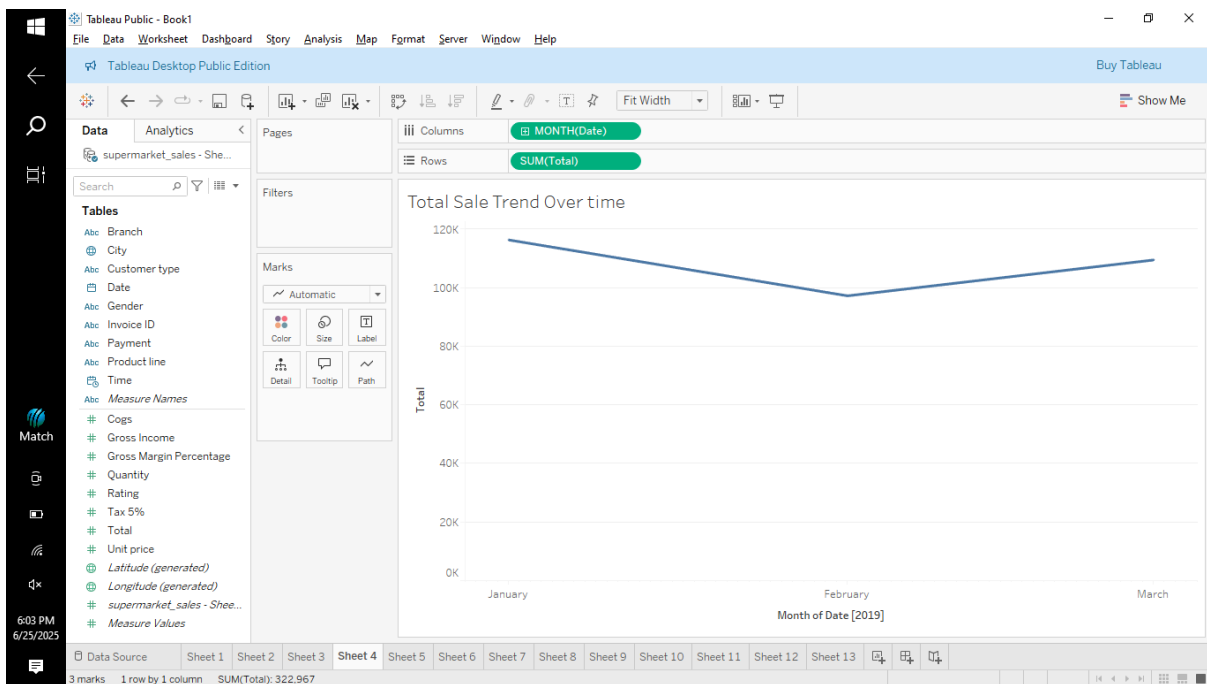 Tableau Public - Book1
File Data Worksheet Dashboard Story Analysis Map Format Server Window Help
Tableau Desktop Public Edition
Buy Tableau
Fit Width
Show Me
Data Analytics
supermarket_sales - She...
Search
Tables
Abc Branch
City
Abc Customer type
Date
Abc Gender
Abc Invoice ID
Abc Payment
Abc Product line
Time
Abc Measure Names
# Cogs
# Gross Income
# Gross Margin Percentage
# Quantity
# Rating
# Tax 5%
# Total
# Unit price
Latitude (generated)
Longitude (generated)
# supermarket_sales - Shee...
# Measure Values
Pages
Filters
Marks
Automatic
Color Size Label
Detail Tooltip Path
Columns MONTH(Date)
Rows SUM(Total)
Total Sale Trend Over time
120K
100K
80K
60K
40K
20K
0K
Total
January February March
Month of Date [2019]
Match
6:03 PM
6/25/2025
Data Source Sheet 1 Sheet 2 Sheet 3 Sheet 4 Sheet 5 Sheet 6 Sheet 7 Sheet 8 Sheet 9 Sheet 10 Sheet 11 Sheet 12 Sheet 13
3 marks 1 row by 1 column SUM(Total): 322,967